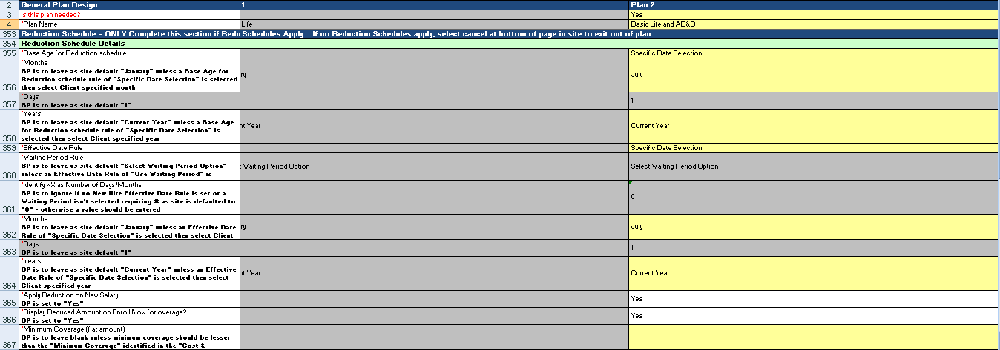 2 General Plan Design 1 Plan 2
3 Is this plan needed? Yes
4 *Plan Name Life Basic Life and AD&D
353 Reduction Schedule - ONLY Complete this section if Redu Schedules Apply. If no Reduction Schedules apply, select cancel at bottom of page in site to exit out of plan.
354 Reduction Schedule Details
355 *Base Age for Reduction schedule Specific Date Selection
*Months
BP is to leave as site default "January" unless a Base Age for
Reduction schedule rule of "Specific Date Selection" is selected
then select Client specified month
356 ry July
*Days
BP is to leave as site default "1"
357 1
*Years
BP is to leave as site default "Current Year" unless a Base Age
for Reduction schedule rule of "Specific Date Selection" is
selected then select Client specified year
358 nt Year Current Year
359 *Effective Date Rule Specific Date Selection
*Waiting Period Rule
BP is to leave as site default "Select Waiting Period Option"
unless an Effective Date Rule of "Use Waiting Period" is
360 : Waiting Period Option Select Waiting Period Option
*Identify XX as Number of Days/Months
BP is to ignore if no New Hire Effective Date Rule is set or a
Waiting Period isn't selected requiring # as site is defaulted to
"0" - otherwise a value should be entered
361 0
*Months
BP is to leave as site default "January" unless an Effective Date
Rule of "Specific Date Selection" is selected then select Client
362 ry July
*Days
BP is to leave as site default "1"
363 1
*Years
BP is to leave as site default "Current Year" unless an Effective
Date Rule of "Specific Date Selection" is selected then select
Client specified year
364 nt Year Current Year
*Apply Reduction on New Salary
BP is set to "Yes"
365 Yes
*Display Reduced Amount on Enroll Now for overage?
BP is set to "Yes"
366 Yes
*Minimum Coverage (flat amount)
BP is to leave blank unless minimum coverage should be lesser
than the "Minimum Coverage" identified in the "Cost &
367